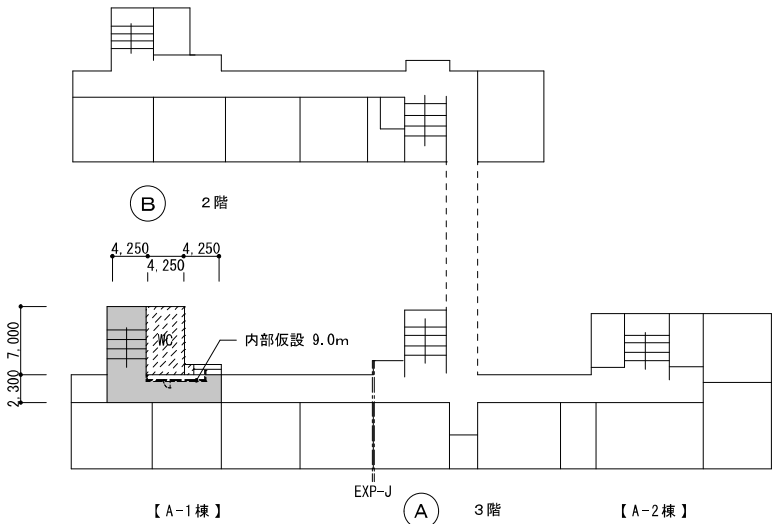 B 2階
4,250 4,250
4,250
7,000
2,300
WC
内部仮設 9.0m
EXP-J
【A-1棟】
A 3階
【A-2棟】